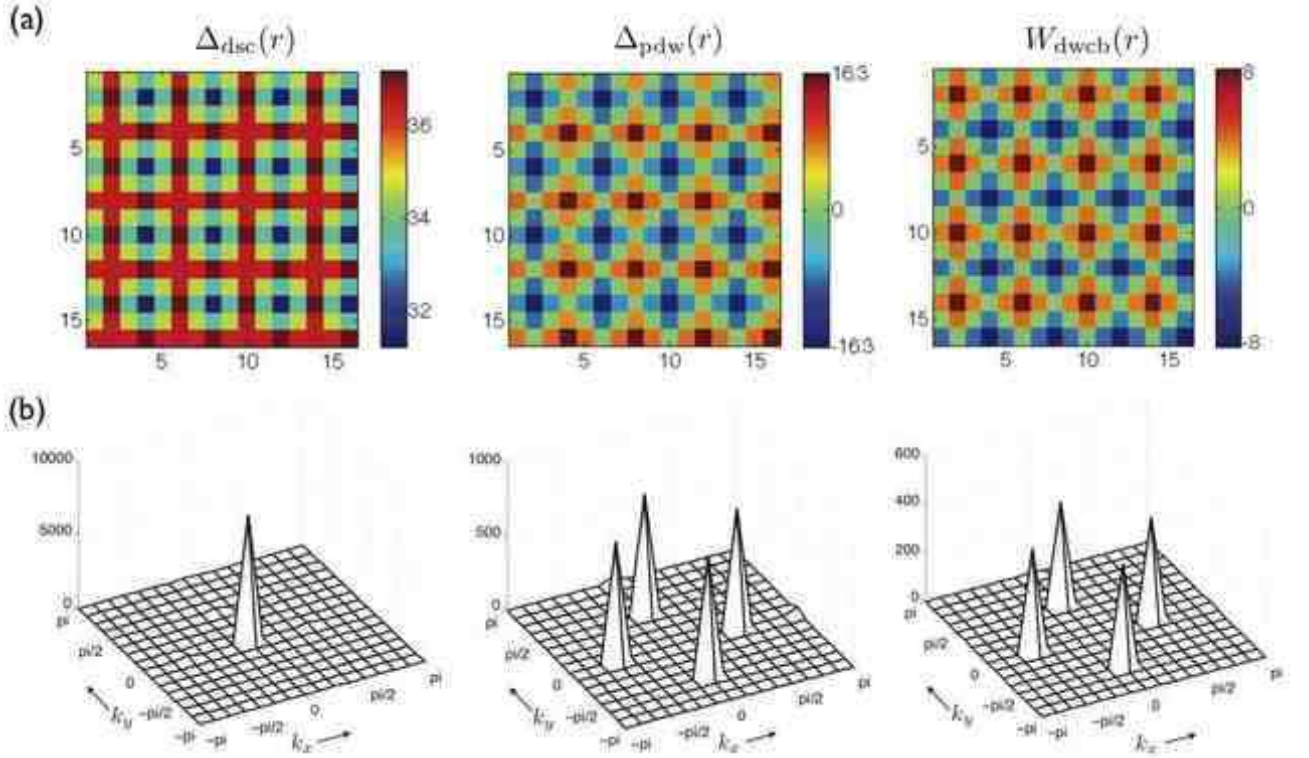 (a)
Δdsc(r)
Δpdw(r)
Wdwcb(r)
5
10
15
5 10 15
36
34
32
5
10
15
5 10 15
163
0
-163
5
10
15
5 10 15
8
0
-8
(b)
10000
5000
0
pi
pi/2
0
-pi/2
-pi
ky
-pi
-pi/2
0
pi/2
pi
kx
1000
500
0
pi
pi/2
0
-pi/2
-pi
ky
-pi
-pi/2
0
pi/2
pi
kx
600
400
200
0
pi
pi/2
0
-pi/2
-pi
ky
-pi
-pi/2
0
pi/2
pi
kx